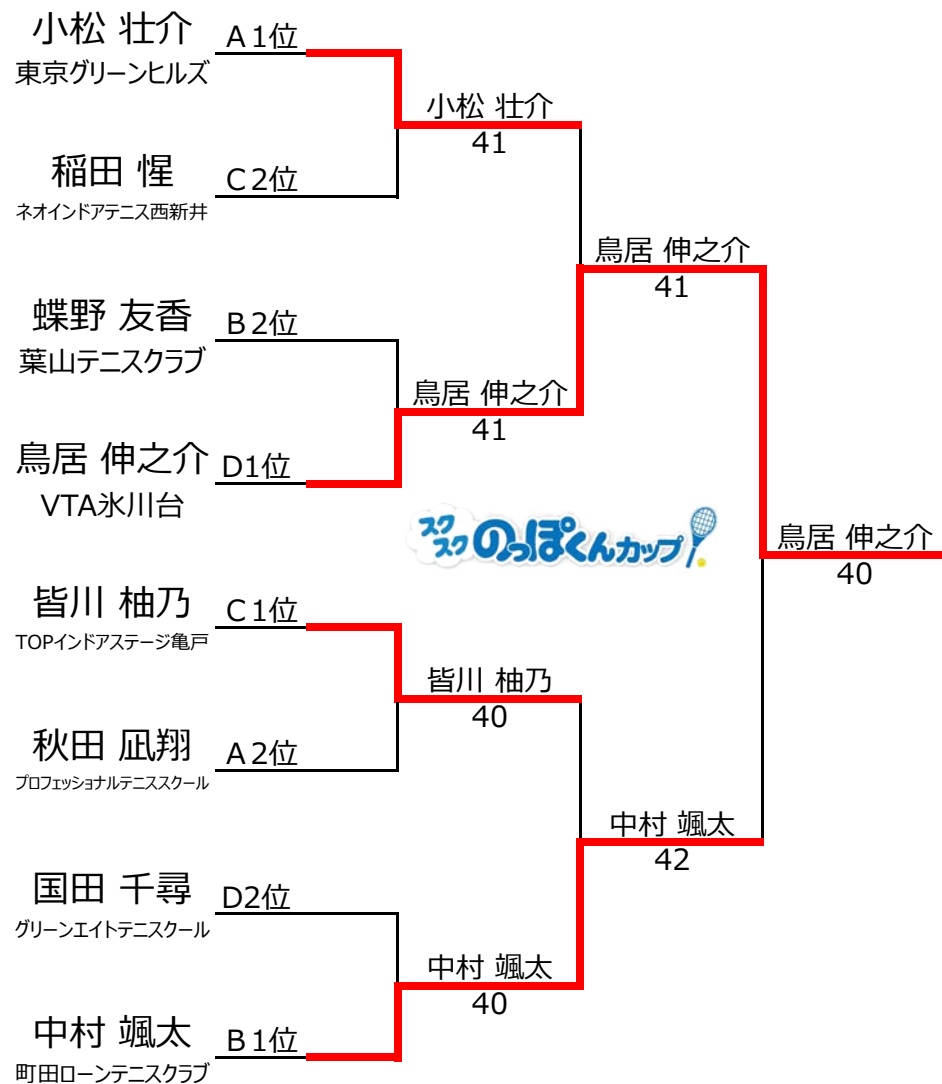 小松 壮介
A1位
東京グリーンヒルズ
小松 壮介
41
稲田 惺
C2位
ネオインドアテニス西新井
鳥居 伸之介
41
蝶野 友香
B2位
葉山テニスクラブ
鳥居 伸之介
41
鳥居 伸之介
D1位
VTA氷川台
スクスクのっぽくんカップ
鳥居 伸之介
40
皆川 柚乃
C1位
TOPインドアステージ亀戸
皆川 柚乃
40
秋田 凪翔
A2位
プロフェッショナルテニススクール
中村 颯太
42
国田 千尋
D2位
グリーンエイトテニスクール
中村 颯太
40
中村 颯太
B1位
町田ローンテニスクラブ